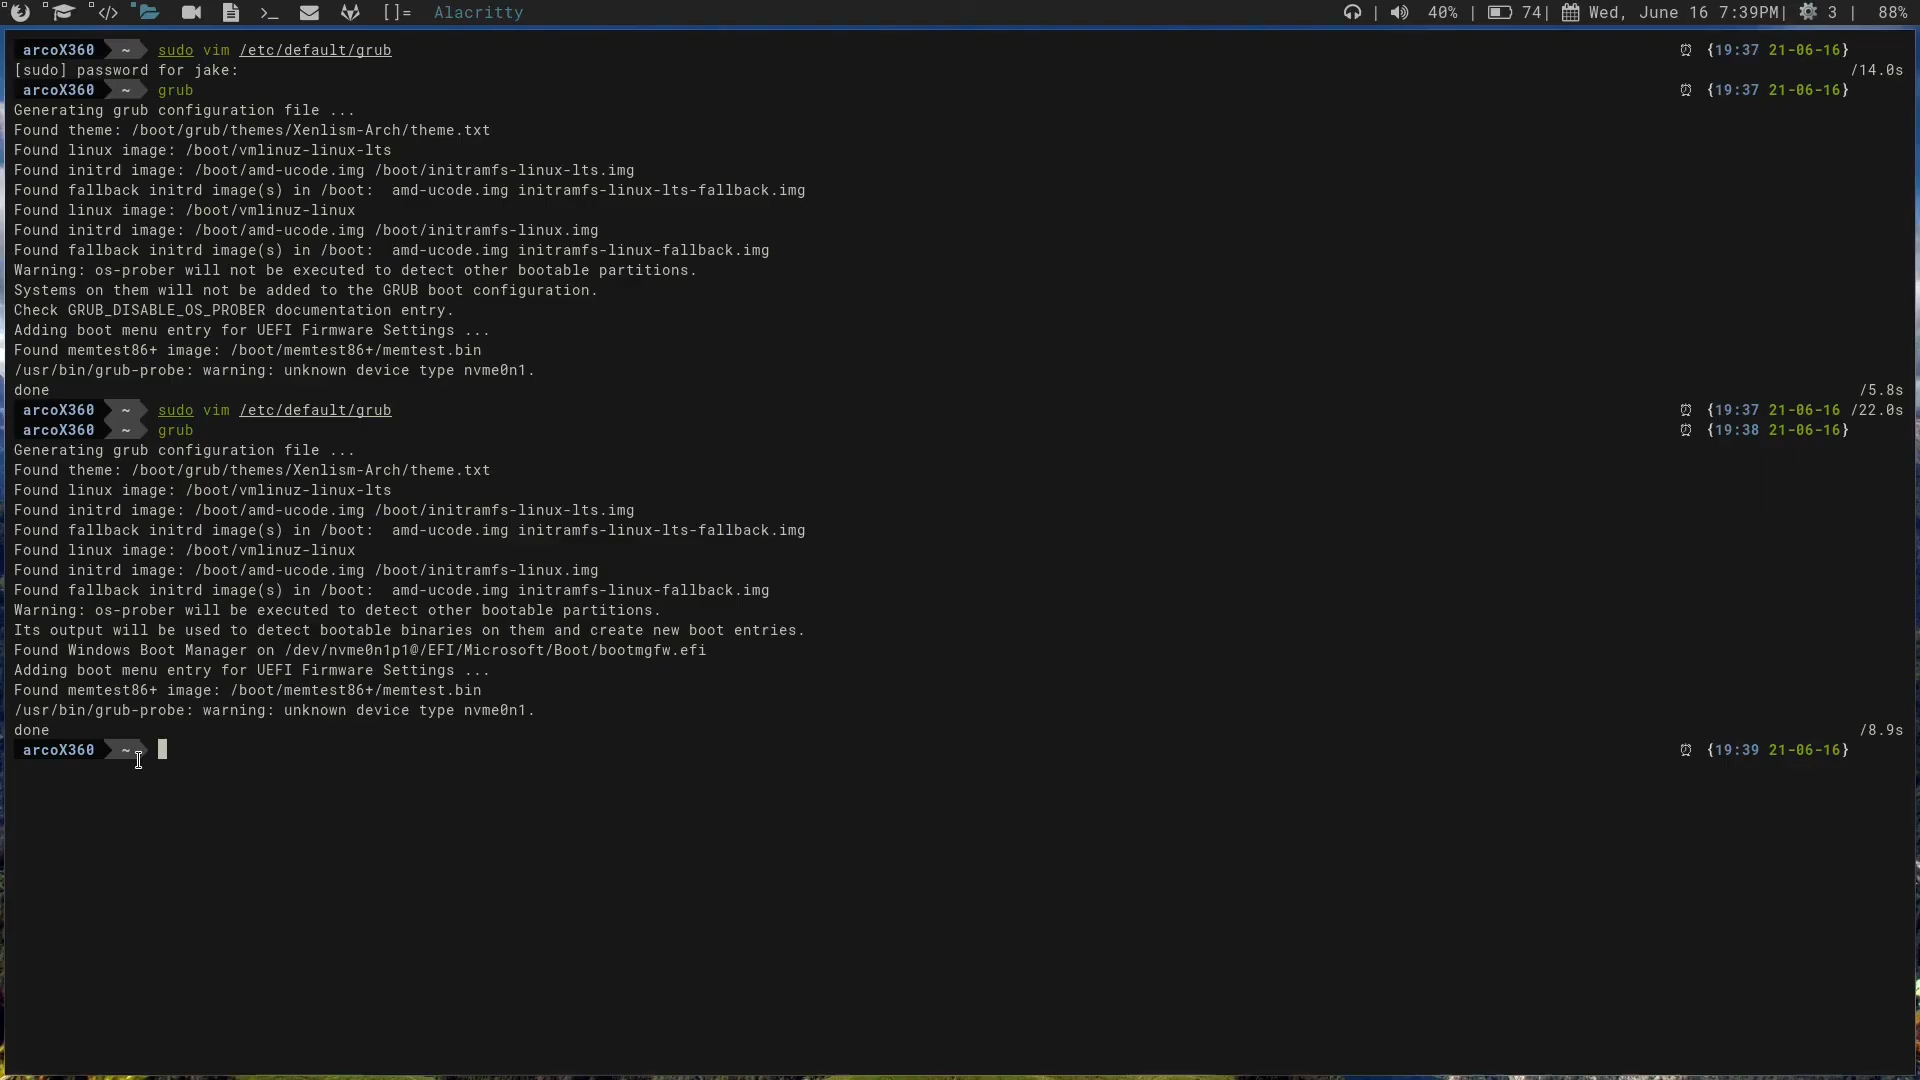 []= Alacritty 40% | 74| Wed, June 16 7:39PM| 3 | 88%
arcoX360 ~ sudo vim /etc/default/grub {19:37 21-06-16}
[sudo] password for jake: /14.0s
arcoX360 ~ grub {19:37 21-06-16}
Generating grub configuration file ...
Found theme: /boot/grub/themes/Xenlism-Arch/theme.txt
Found linux image: /boot/vmlinuz-linux-lts
Found initrd image: /boot/amd-ucode.img /boot/initramfs-linux-lts.img
Found fallback initrd image(s) in /boot:  amd-ucode.img initramfs-linux-lts-fallback.img
Found linux image: /boot/vmlinuz-linux
Found initrd image: /boot/amd-ucode.img /boot/initramfs-linux.img
Found fallback initrd image(s) in /boot:  amd-ucode.img initramfs-linux-fallback.img
Warning: os-prober will not be executed to detect other bootable partitions.
Systems on them will not be added to the GRUB boot configuration.
Check GRUB_DISABLE_OS_PROBER documentation entry.
Adding boot menu entry for UEFI Firmware Settings ...
Found memtest86+ image: /boot/memtest86+/memtest.bin
/usr/bin/grub-probe: warning: unknown device type nvme0n1.
done /5.8s
arcoX360 ~ sudo vim /etc/default/grub {19:37 21-06-16 /22.0s
arcoX360 ~ grub {19:38 21-06-16}
Generating grub configuration file ...
Found theme: /boot/grub/themes/Xenlism-Arch/theme.txt
Found linux image: /boot/vmlinuz-linux-lts
Found initrd image: /boot/amd-ucode.img /boot/initramfs-linux-lts.img
Found fallback initrd image(s) in /boot:  amd-ucode.img initramfs-linux-lts-fallback.img
Found linux image: /boot/vmlinuz-linux
Found initrd image: /boot/amd-ucode.img /boot/initramfs-linux.img
Found fallback initrd image(s) in /boot:  amd-ucode.img initramfs-linux-fallback.img
Warning: os-prober will be executed to detect other bootable partitions.
Its output will be used to detect bootable binaries on them and create new boot entries.
Found Windows Boot Manager on /dev/nvme0n1p1@/EFI/Microsoft/Boot/bootmgfw.efi
Adding boot menu entry for UEFI Firmware Settings ...
Found memtest86+ image: /boot/memtest86+/memtest.bin
/usr/bin/grub-probe: warning: unknown device type nvme0n1.
done /8.9s
arcoX360 ~ {19:39 21-06-16}